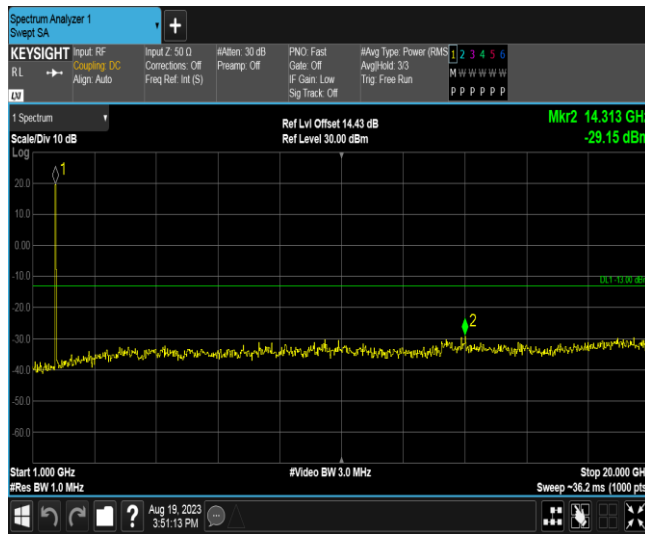 Spectrum Analyzer 1
Swept SA
+
KEYSIGHT
RL
LXI
Input: RF
Coupling: DC
Align: Auto
Input Z: 50 Ω
Corrections: Off
Freq Ref: Int (S)
#Atten: 30 dB
Preamp: Off
PNO: Fast
Gate: Off
IF Gain: Low
Sig Track: Off
#Avg Type: Power (RMS
Avg|Hold: 3/3
Trig: Free Run
1 2 3 4 5 6
M W W W W W
P P P P P P
1 Spectrum
Scale/Div 10 dB
Log
Ref Lvl Offset 14.43 dB
Ref Level 30.00 dBm
Mkr2 14.313 GHz
-29.15 dBm
1
20.0
10.0
0.00
-10.0
DL1 -13.00 dB
2
-20.0
-30.0
-40.0
-50.0
-60.0
Start 1.000 GHz
#Res BW 1.0 MHz
#Video BW 3.0 MHz
Stop 20.000 GH
Sweep ~36.2 ms (1000 pts
?
Aug 19, 2023
3:51:13 PM